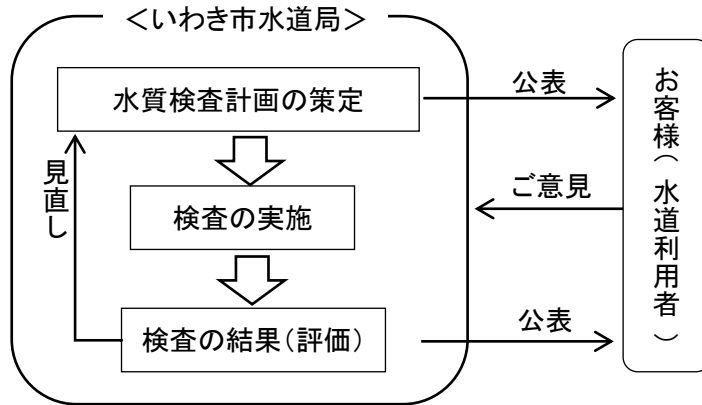 ＜いわき市水道局＞
水質検査計画の策定
公表
お客様（水道利用者）
見直し
検査の実施
ご意見
検査の結果（評価）
公表